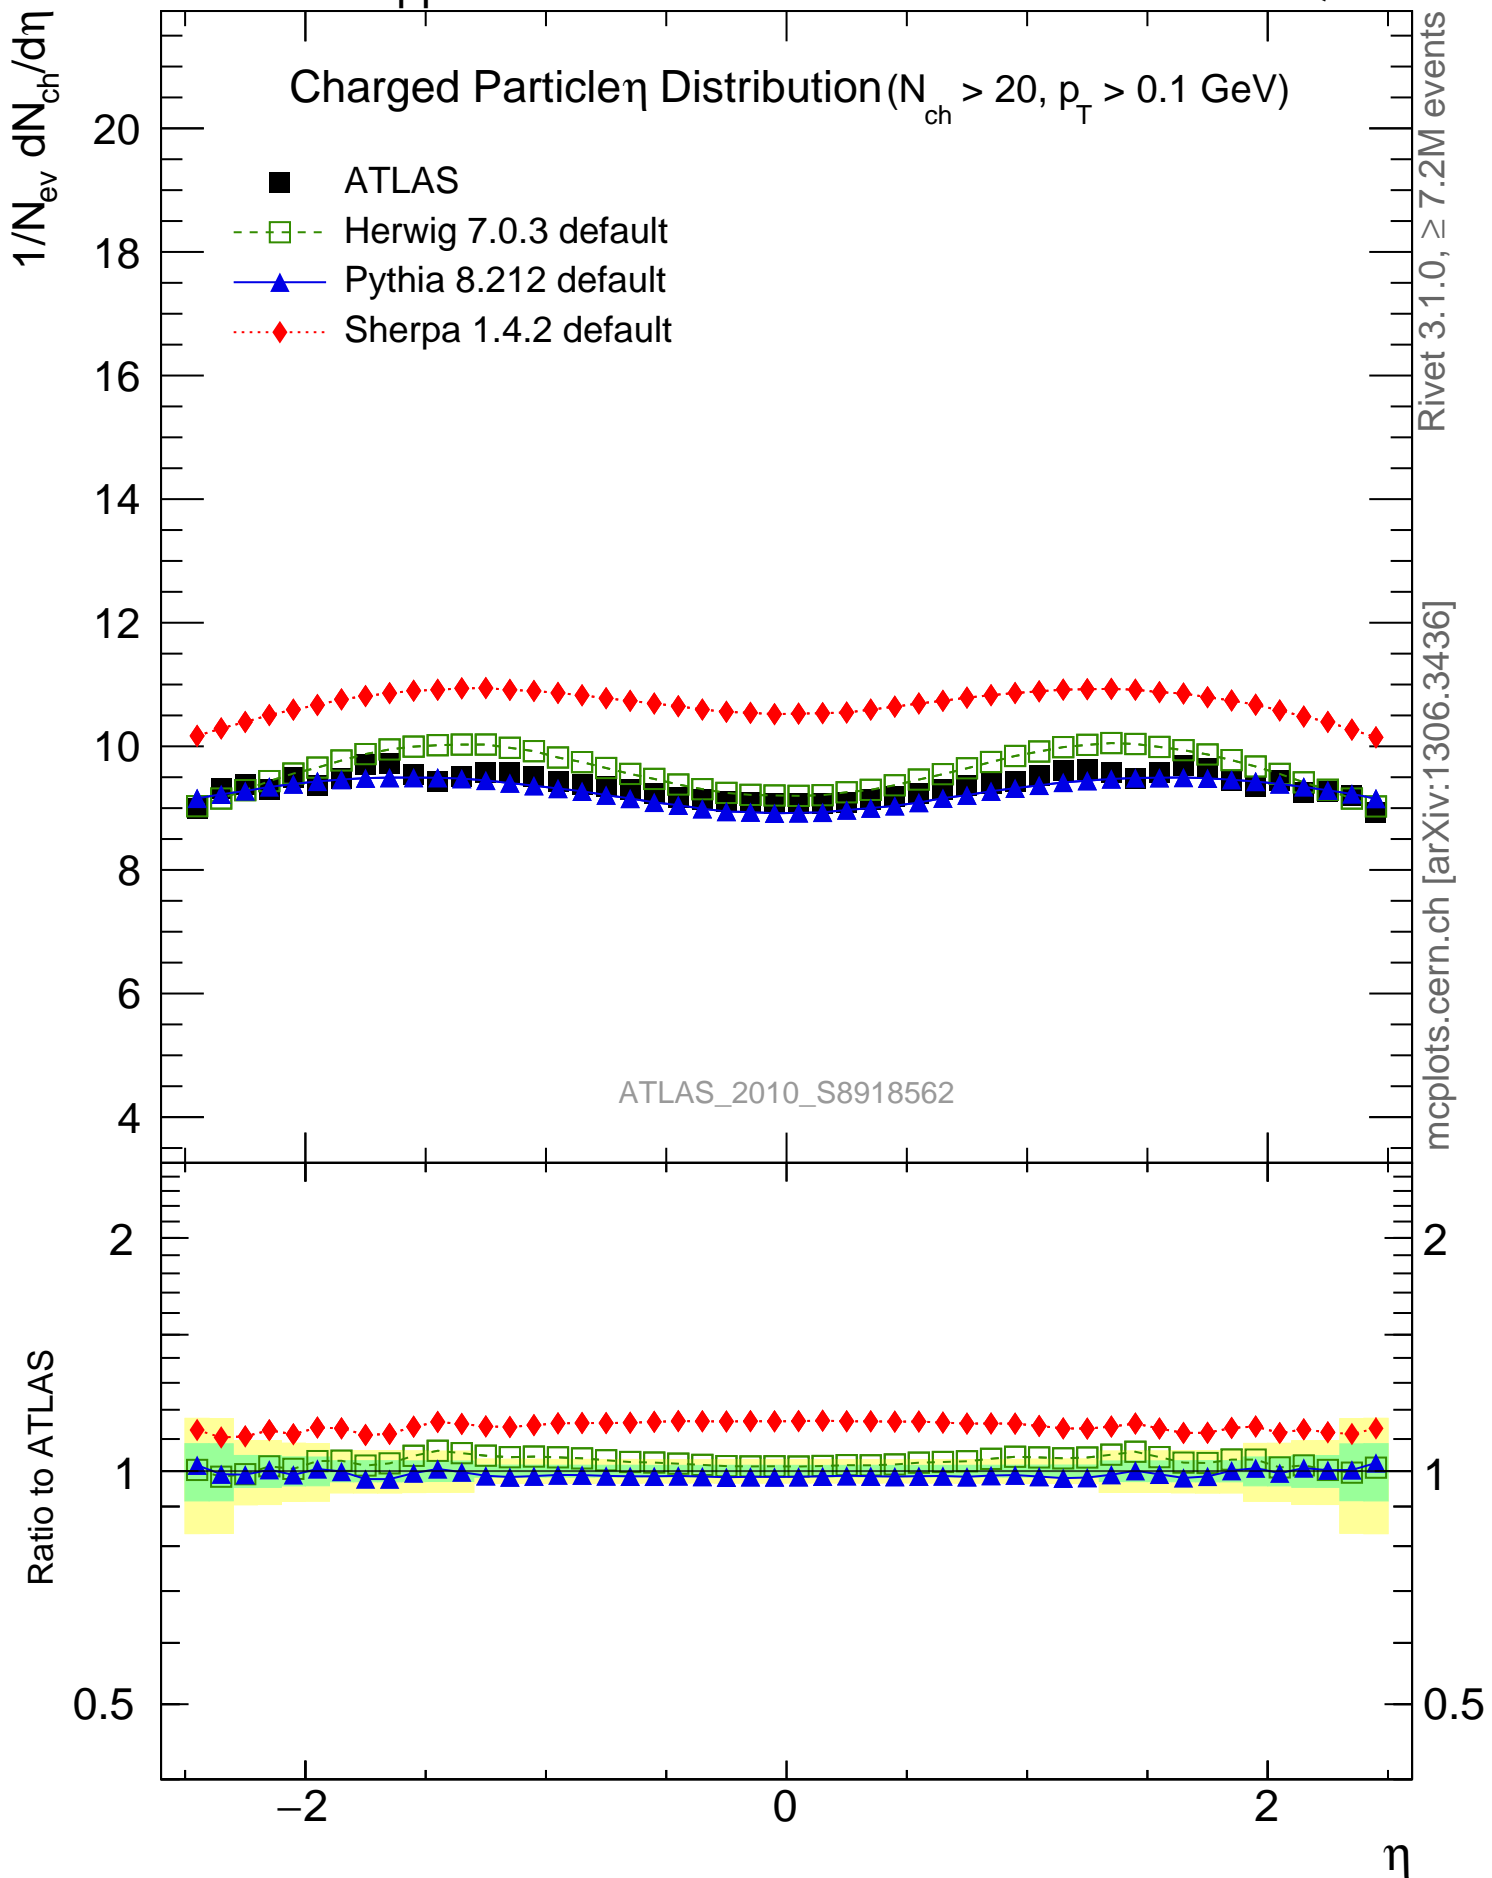 pp
1/N_ev dN_ch/dη
Charged Particleη Distribution(N_ch > 20, p_T > 0.1 GeV)
ATLAS
Herwig 7.0.3 default
Pythia 8.212 default
Sherpa 1.4.2 default
20
18
16
14
12
10
8
6
4
ATLAS_2010_S8918562
Rivet 3.1.0, ≥ 7.2M events
mcplots.cern.ch [arXiv:1306.3436]
Ratio to ATLAS
2
1
0.5
2
1
0.5
−2
0
2
η